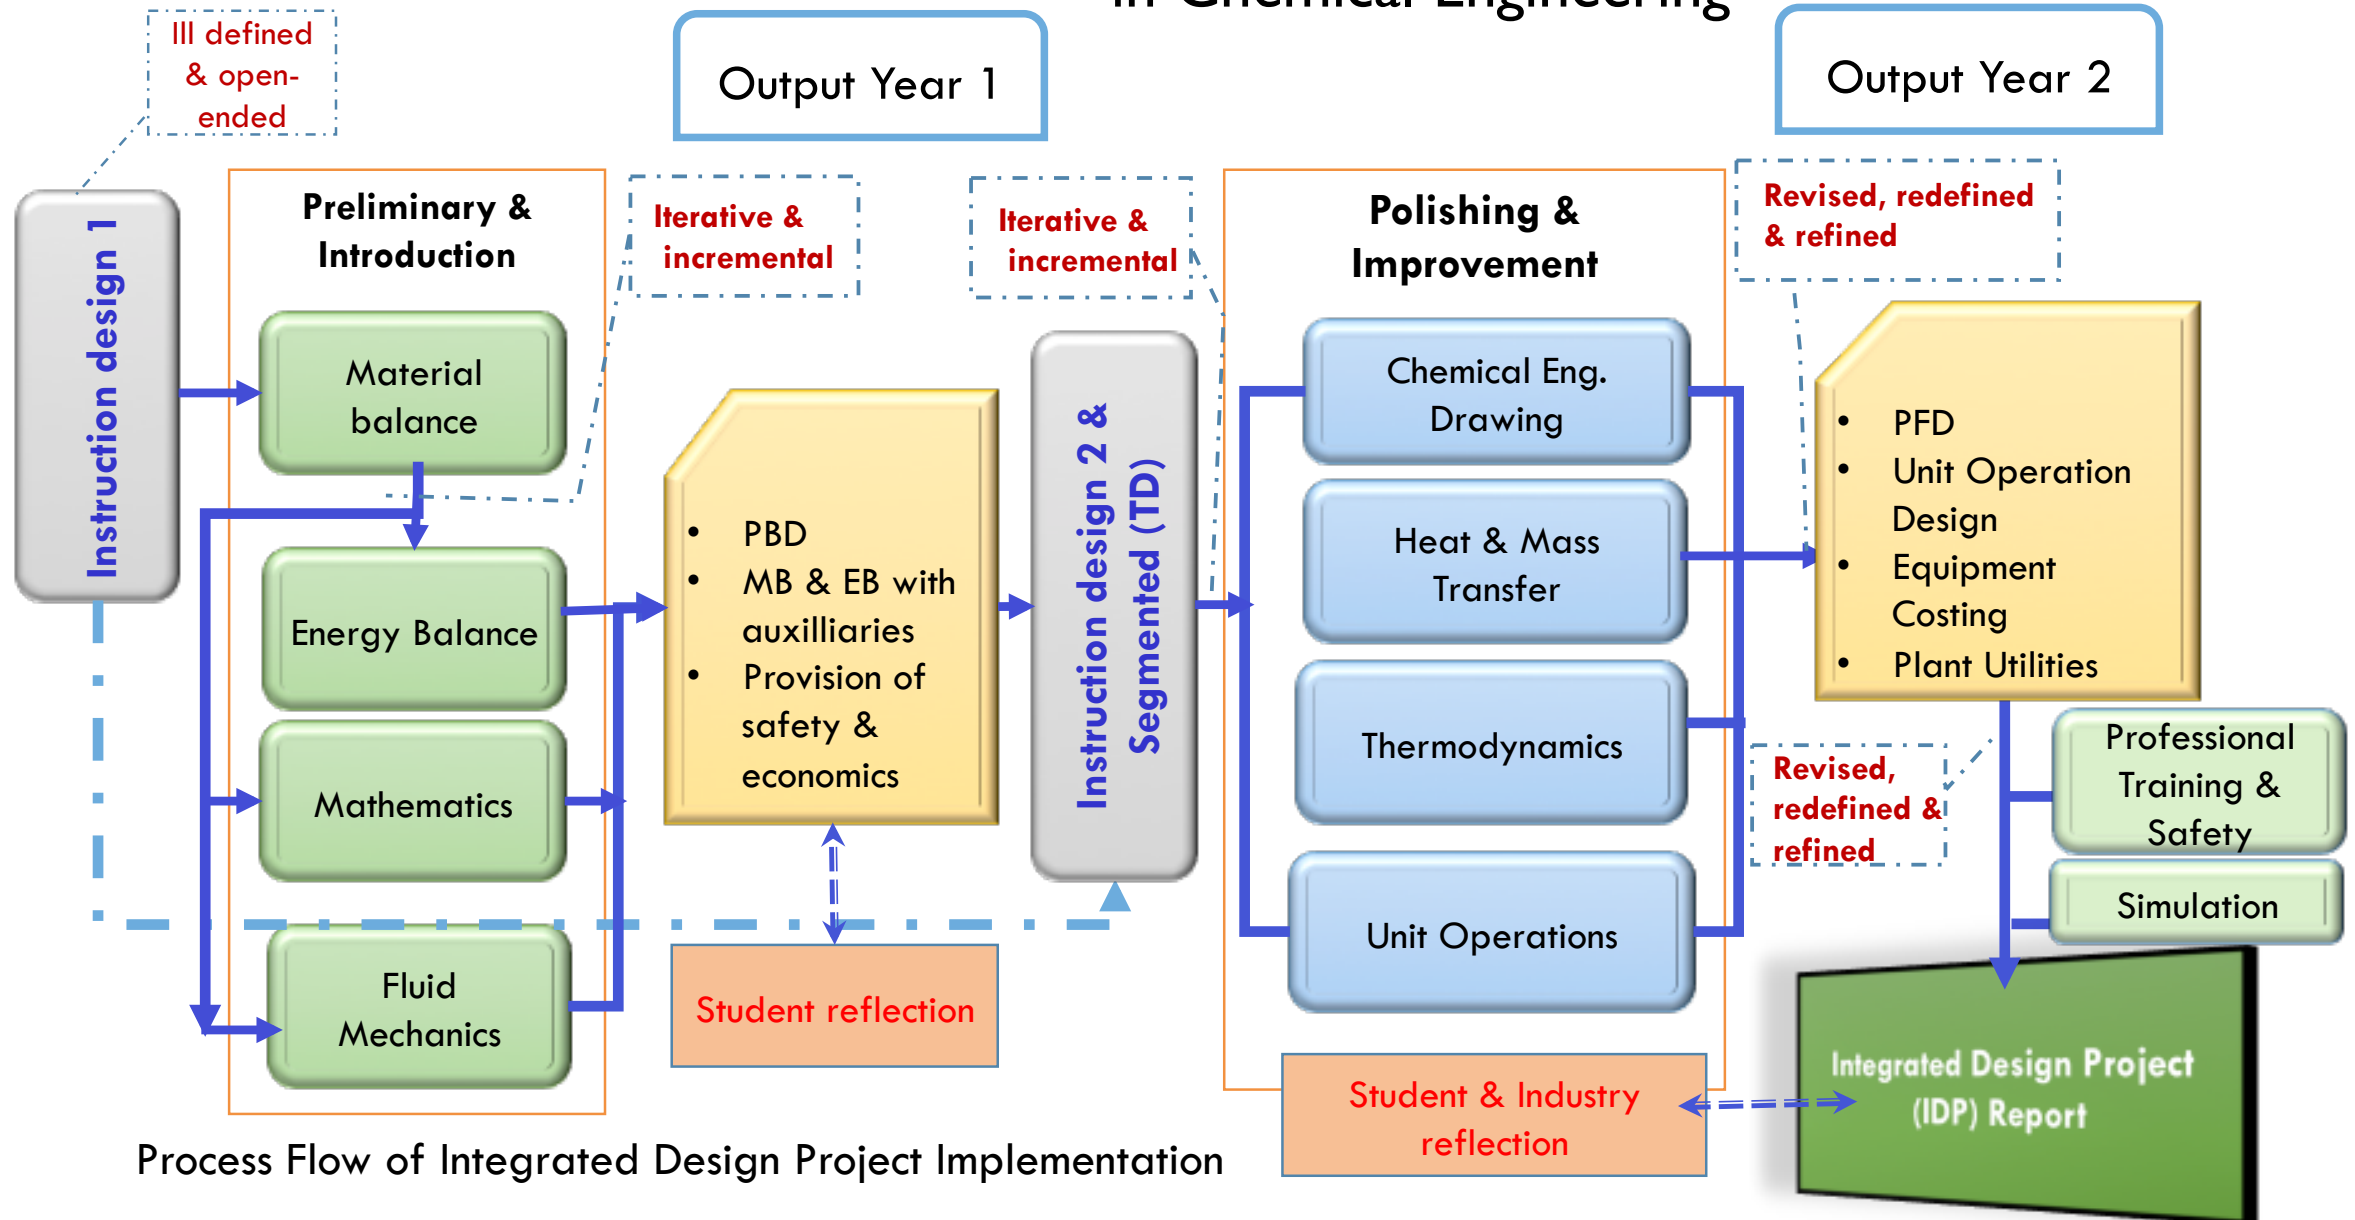 in Chemical Engineering
Ill defined
& open-
ended
Output Year 1
Output Year 2
Instruction design 1
Preliminary &
Introduction
Material
balance
Energy Balance
Mathematics
Fluid
Mechanics
Iterative &
incremental
• PBD
• MB & EB with
auxilliaries
• Provision of
safety &
economics
Student reflection
Iterative &
incremental
Instruction design 2 &
Segmented (TD)
Polishing &
Improvement
Chemical Eng.
Drawing
Heat & Mass
Transfer
Thermodynamics
Unit Operations
Student & Industry
reflection
Revised, redefined
& refined
• PFD
• Unit Operation
Design
• Equipment
Costing
• Plant Utilities
Revised,
redefined &
refined
Professional
Training &
Safety
Simulation
Integrated Design Project
(IDP) Report
Process Flow of Integrated Design Project Implementation